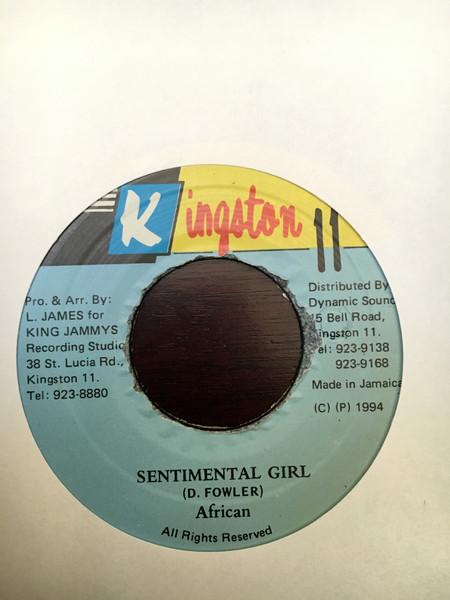 Kingston 11
Pro. & Arr. By:
L. JAMES for
KING JAMMYS
Recording Studio
38 St. Lucia Rd.,
Kingston 11.
Tel: 923-8880
Distributed By
Dynamic Sound
15 Bell Road,
Kingston 11.
Tel: 923-9138
923-9168
Made in Jamaica
(C) (P) 1994
SENTIMENTAL GIRL
(D. FOWLER)
African
All Rights Reserved